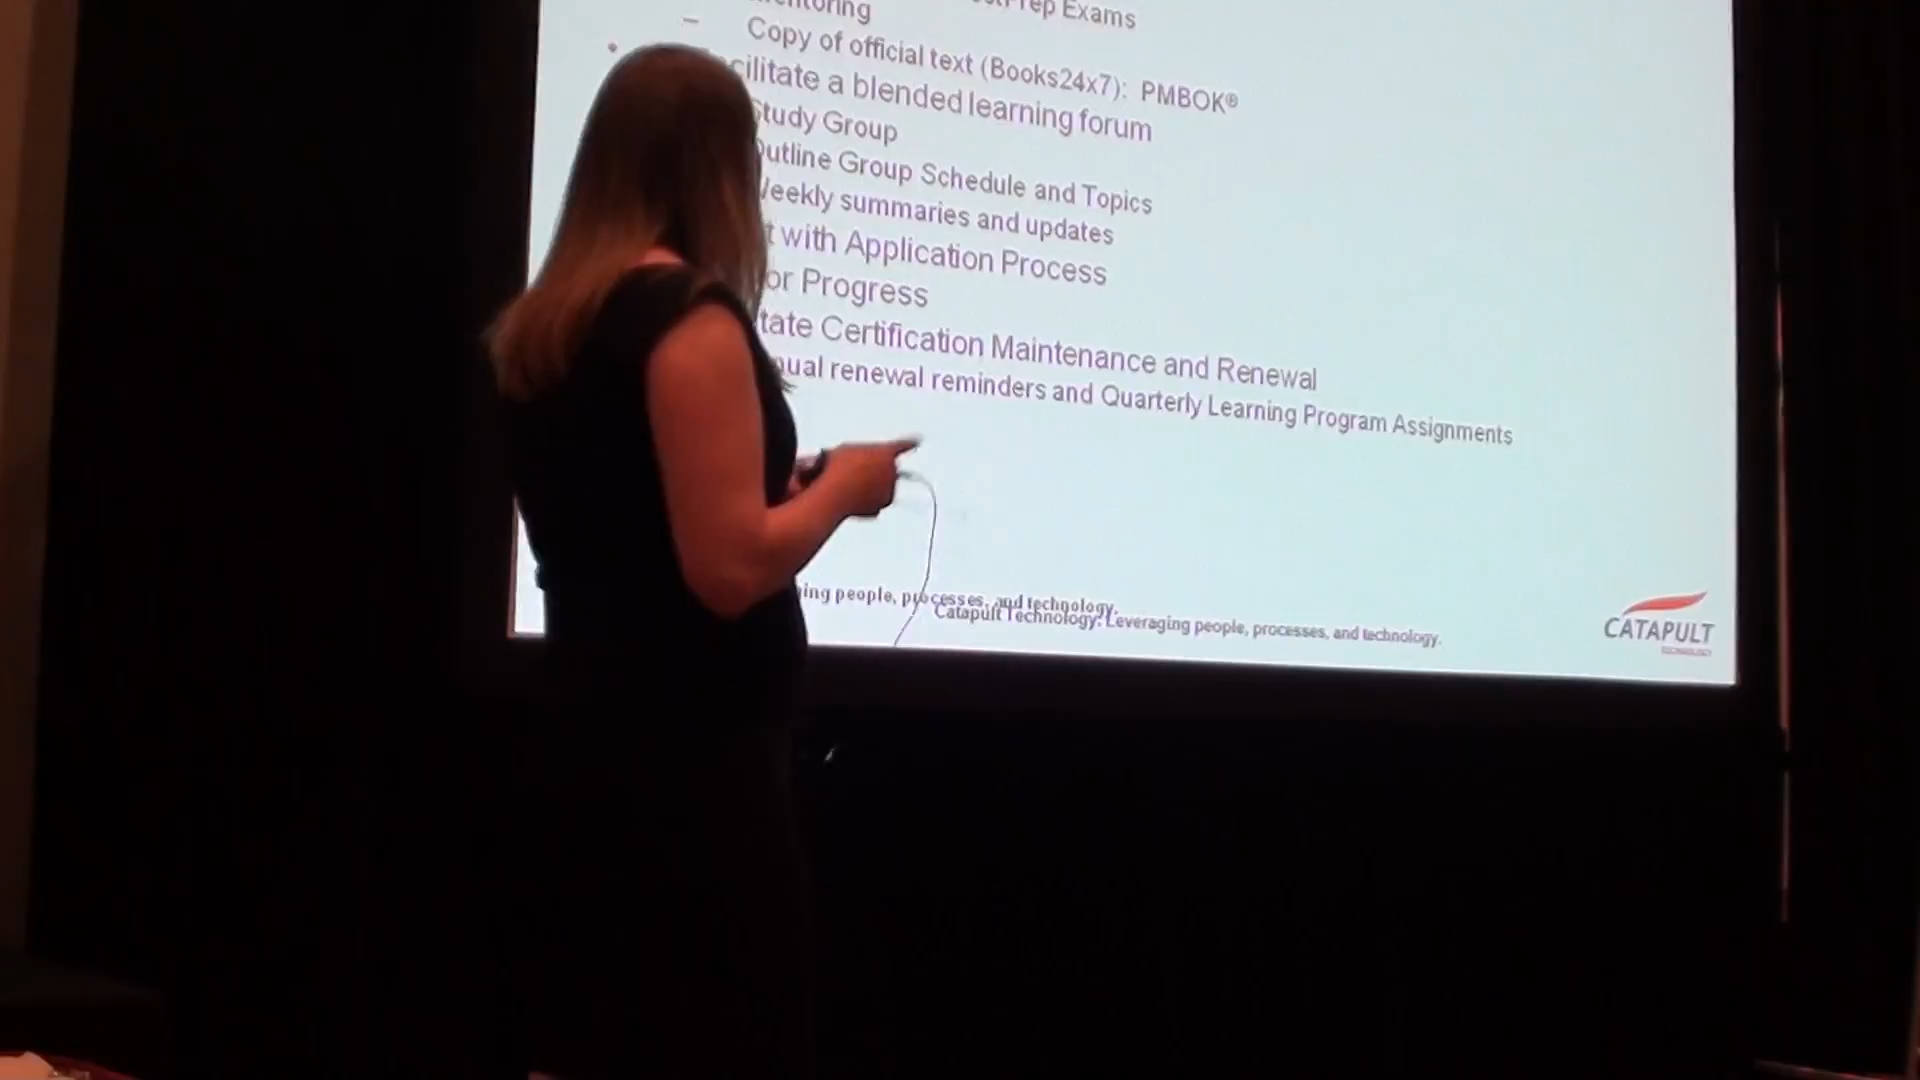 Prep Exams
Copy of official text (Books24x7): PMBOK®
cilitate a blended learning forum
Study Group
Outline Group Schedule and Topics
Weekly summaries and updates
t with Application Process
or Progress
tate Certification Maintenance and Renewal
nual renewal reminders and Quarterly Learning Program Assignments
ing people, processes, and technology.
Catapult Technology: Leveraging people, processes, and technology.
CATAPULT
TECHNOLOGY